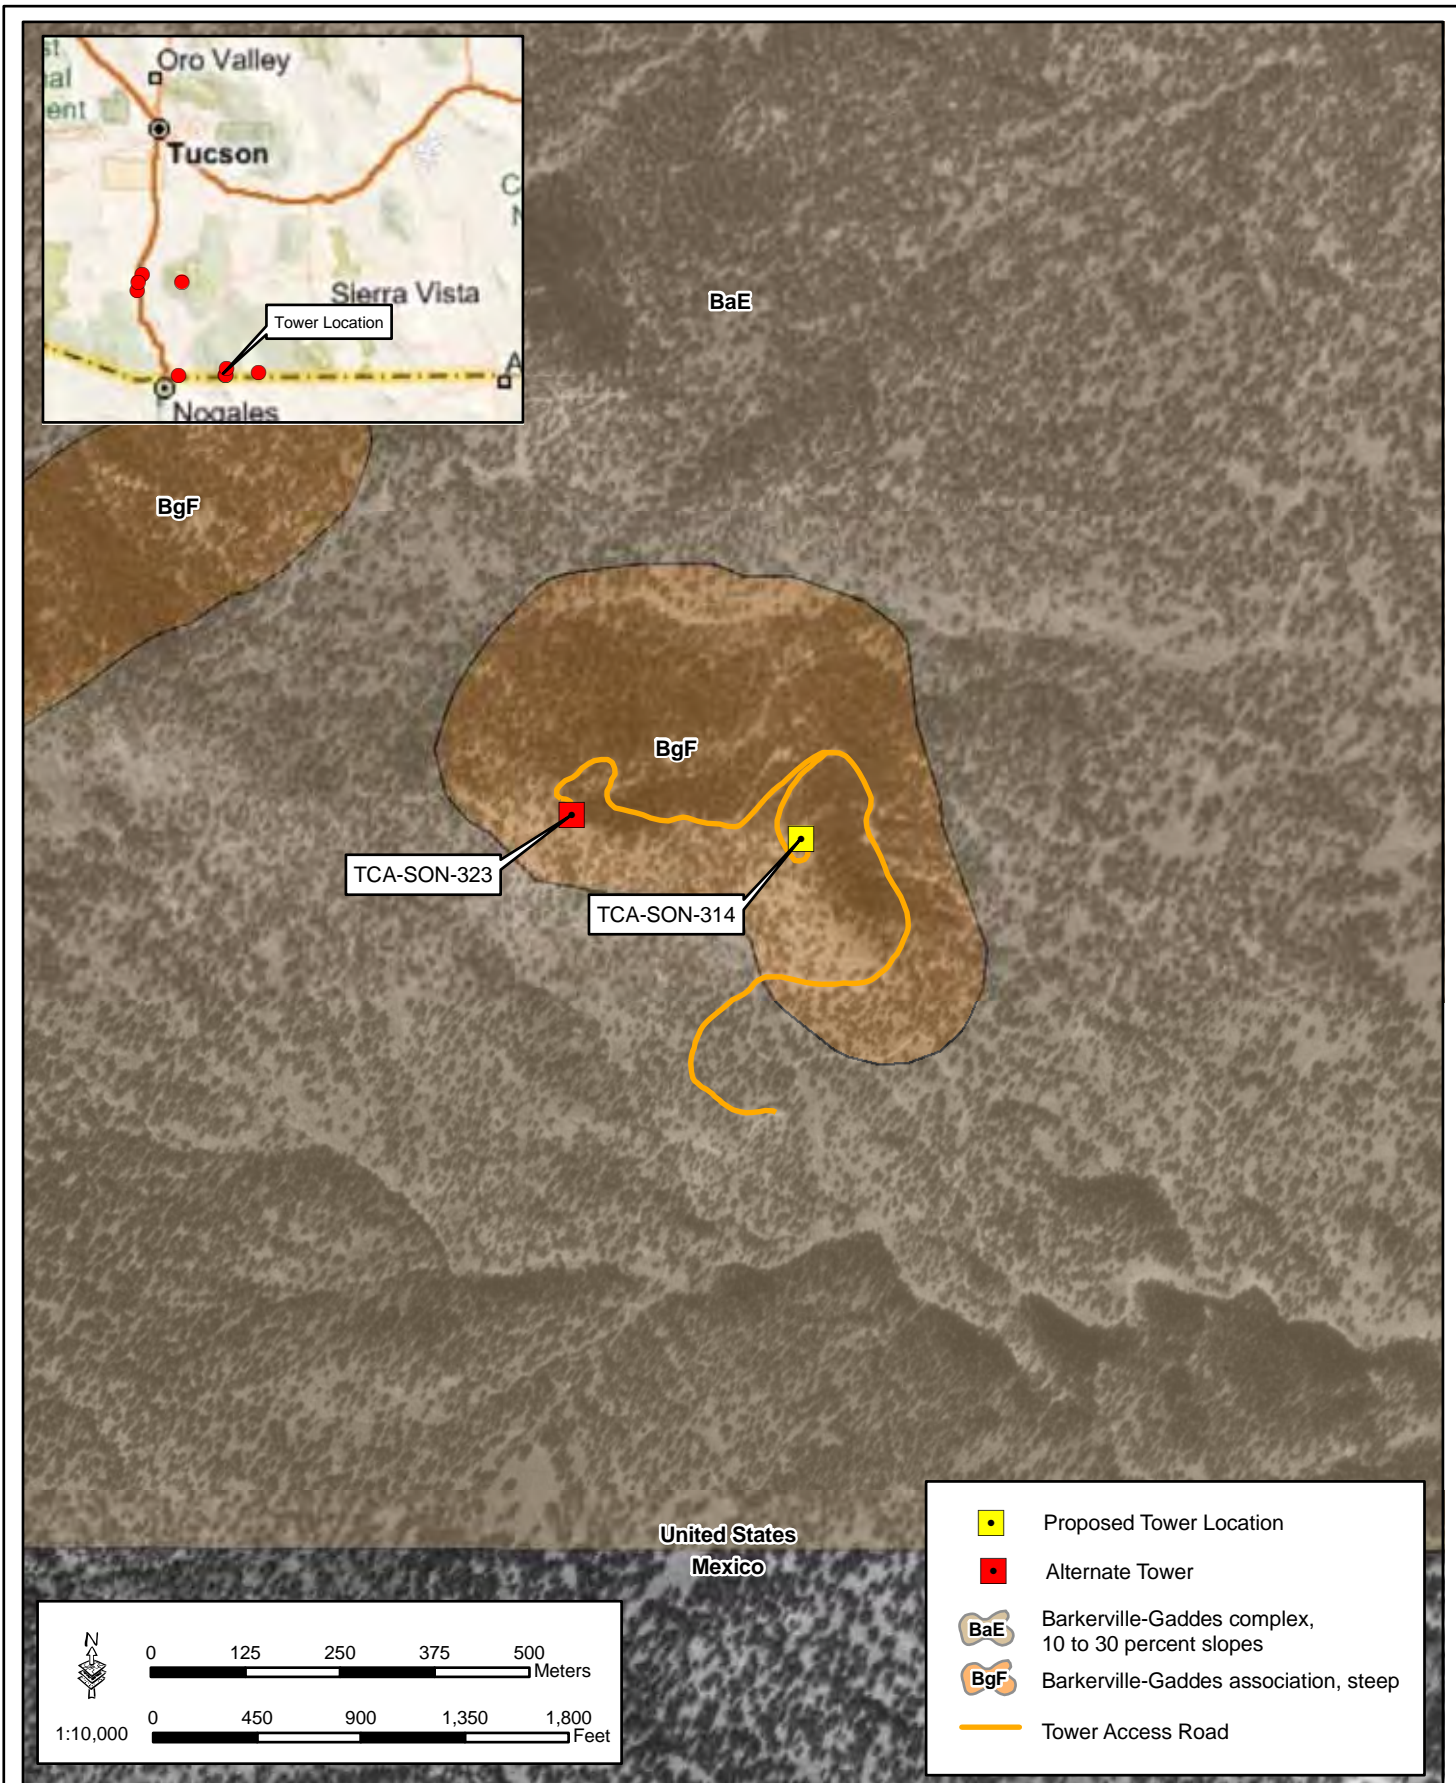 st
al
ent
Oro Valley
Tucson
C
N
Sierra Vista
Tower Location
A
Nogales
BaE
BgF
BgF
TCA-SON-323
TCA-SON-314
United States
Mexico
Proposed Tower Location
Alternate Tower
BaE
Barkerville-Gaddes complex,
10 to 30 percent slopes
BgF
Barkerville-Gaddes association, steep
Tower Access Road
N
0 125 250 375 500
Meters
1:10,000
0 450 900 1,350 1,800
Feet